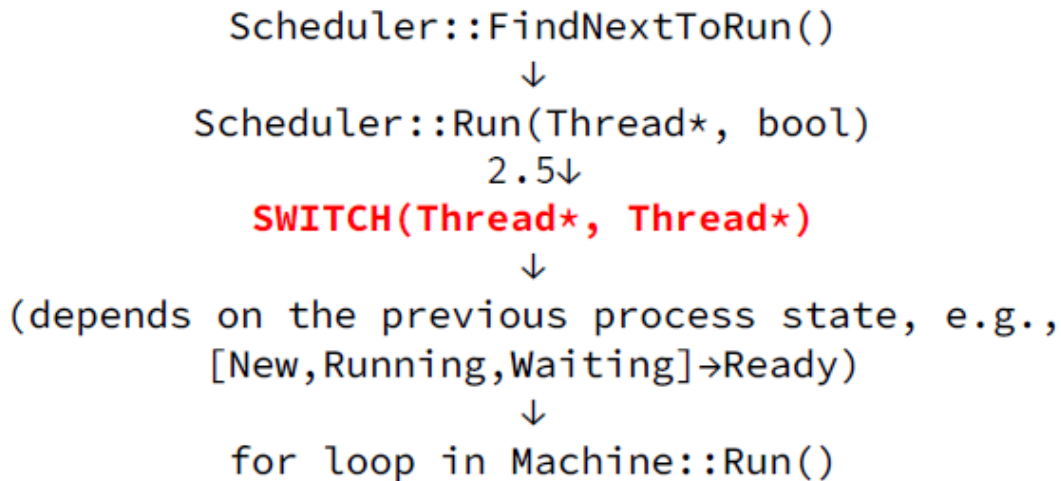 Scheduler::FindNextToRun()
↓
Scheduler::Run(Thread*, bool)
2.5↓
SWITCH(Thread*, Thread*)
↓
(depends on the previous process state, e.g.,
[New,Running,Waiting]→Ready)
↓
for loop in Machine::Run()